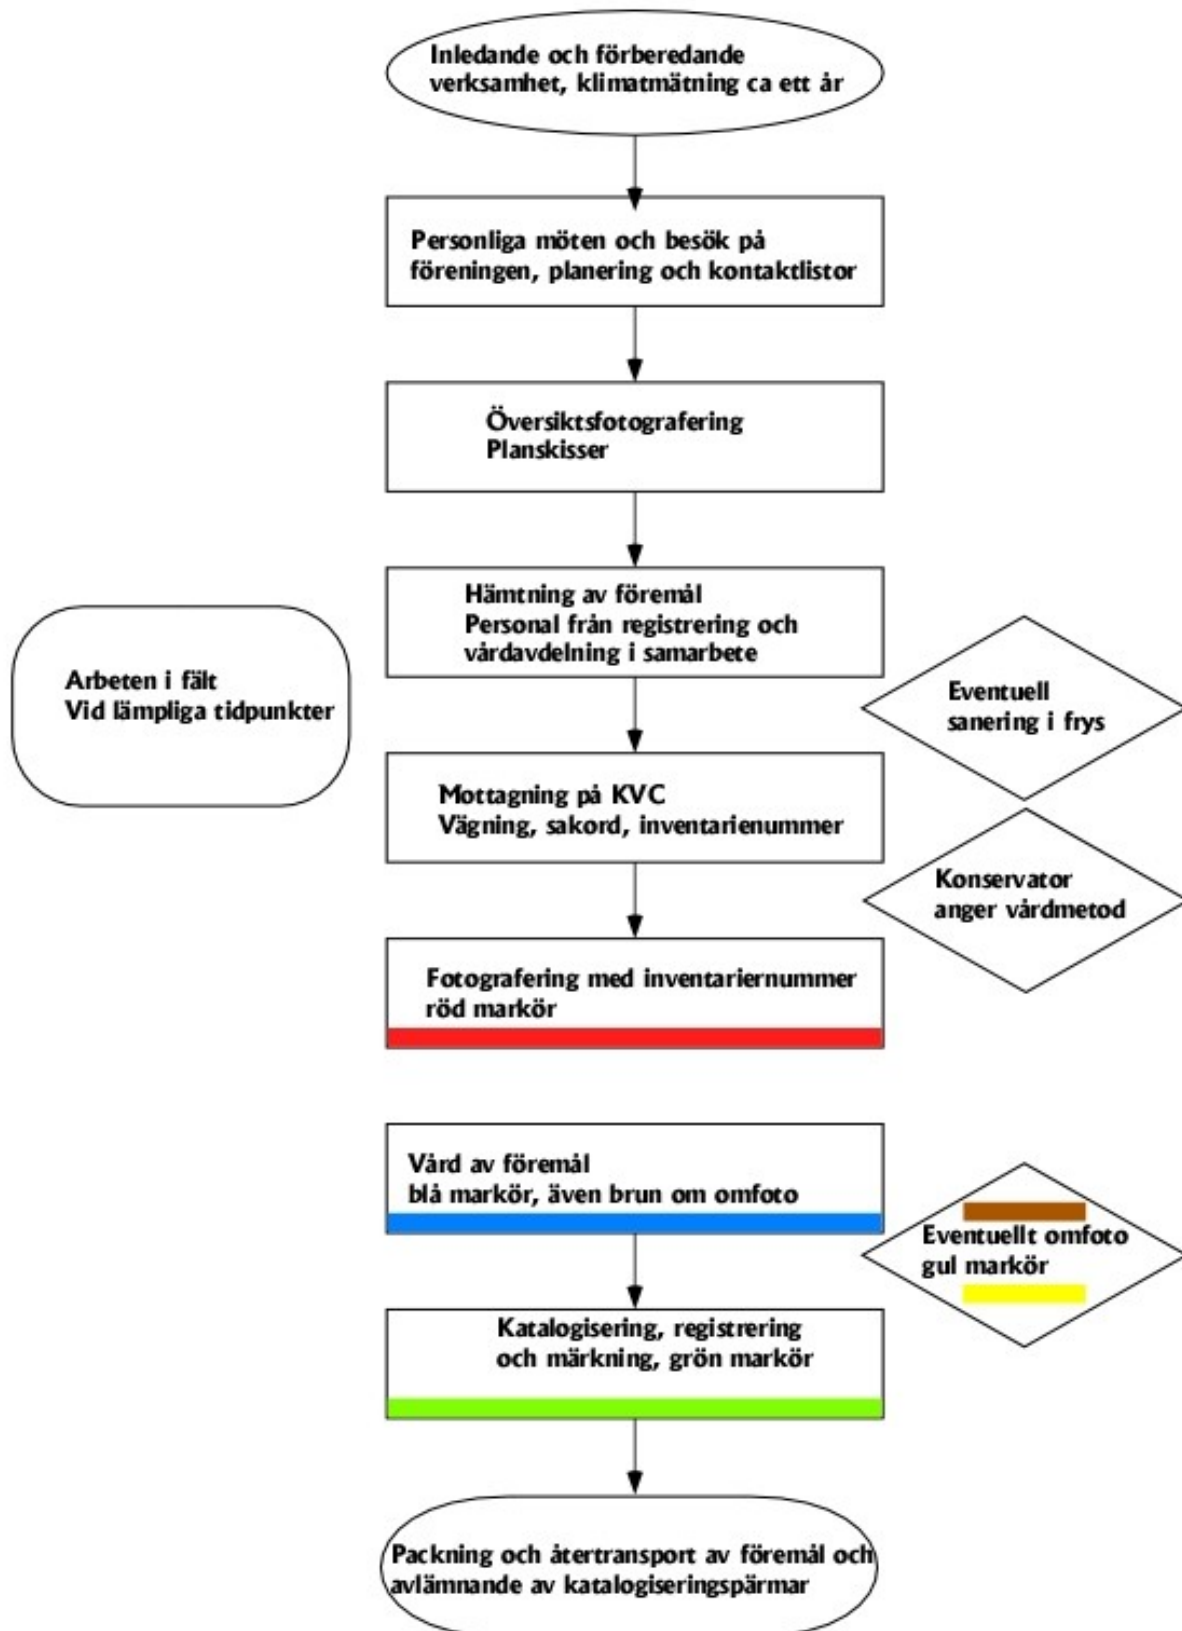 Inledande och förberedande
verksamhet, klimatmätning ca ett år
Personliga möten och besök på
föreningen, planering och kontaktlistor
Översiktsfotografering
Planskisser
Hämtning av föremål
Personal från registrering och
vårdavdelning i samarbete
Arbeten i fält
Vid lämpliga tidpunkter
Eventuell
sanering i frys
Mottagning på KVC
Vägning, sakord, inventarienummer
Konservator
anger vårdmetod
Fotografering med inventariernummer
röd markör
Vård av föremål
blå markör, även brun om omfoto
Eventuellt omfoto
gul markör
Katalogisering, registrering
och märkning, grön markör
Packning och återtransport av föremål och
avlämnande av katalogiseringspärmar